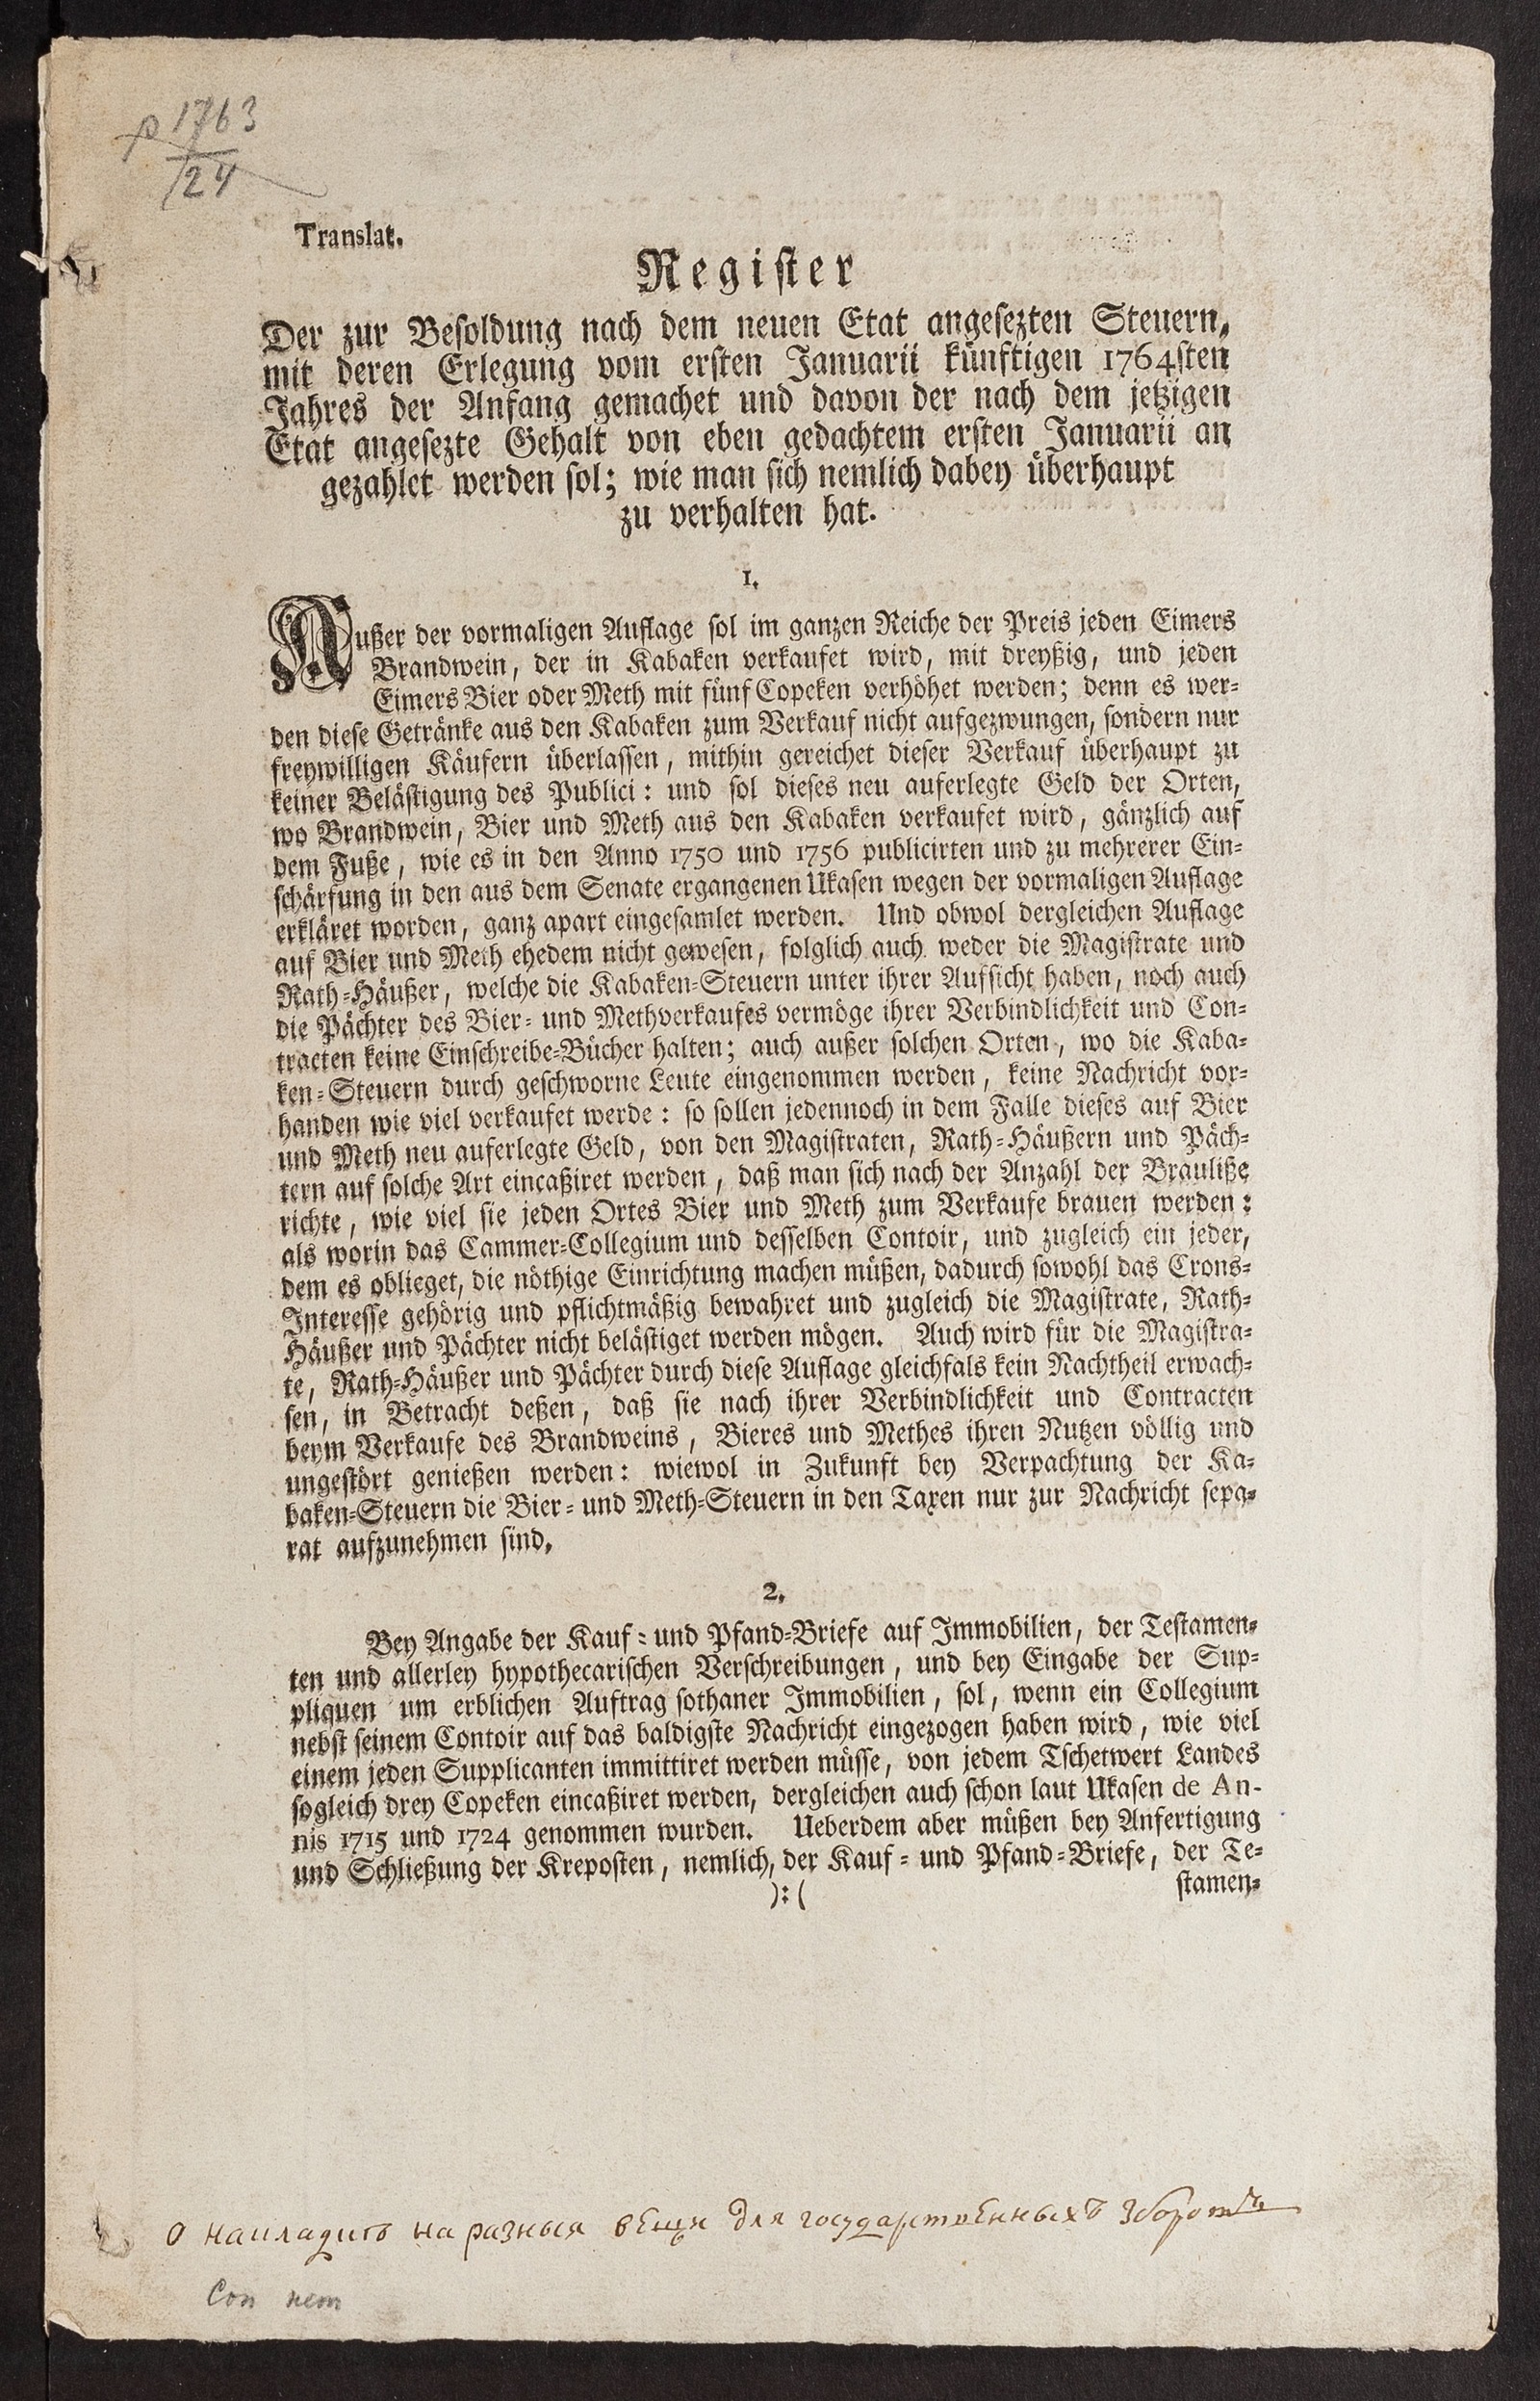 p 1763
24
Translat.
Register
Der zur Besoldung nach dem neuen Etat angesezten Steuern,
mit deren Erlegung vom ersten Januarii künftigen 1764sten
Jahres der Anfang gemachet und davon der nach dem jetzigen
Etat angesezte Gehalt von eben gedachtem ersten Januarii an
gezahlet werden sol; wie man sich nemlich dabey überhaupt
zu verhalten hat.
1.
Außer der vormaligen Auflage sol im ganzen Reiche der Preis jeden Eimers
Brandwein, der in Kabaken verkaufet wird, mit dreyßig, und jeden
Eimers Bier oder Meth mit fünf Copeken verhöhet werden; denn es wer-
den diese Getränke aus den Kabaken zum Verkauf nicht aufgezwungen, sondern nur
freywilligen Käufern überlassen, mithin gereichet dieser Verkauf überhaupt zu
keiner Belästigung des Publici: und sol dieses neu auferlegte Geld der Orten,
wo Brandwein, Bier und Meth aus den Kabaken verkaufet wird, gänzlich auf
dem Fuße, wie es in den Anno 1750 und 1756 publicirten und zu mehrerer Ein-
schärfung in den aus dem Senate ergangenen Ukasen wegen der vormaligen Auflage
erkläret worden, ganz apart eingesamlet werden. Und obwol dergleichen Auflage
auf Bier und Meth ehedem nicht gewesen, folglich auch weder die Magistrate und
Rath-Häußer, welche die Kabaken-Steuern unter ihrer Aufsicht haben, noch auch
die Pächter des Bier- und Methverkaufes vermöge ihrer Verbindlichkeit und Con-
tracten keine Einschreibe-Bücher halten; auch außer solchen Orten, wo die Kaba-
ken-Steuern durch geschworne Leute eingenommen werden, keine Nachricht vor-
handen wie viel verkaufet werde: so sollen jedennoch in dem Falle dieses auf Bier
und Meth neu auferlegte Geld, von den Magistraten, Rath-Häußern und Päch-
tern auf solche Art eincaßiret werden, daß man sich nach der Anzahl der Brauliße
richte, wie viel sie jeden Ortes Bier und Meth zum Verkaufe brauen werden:
als worin das Cammer-Collegium und desselben Contoir, und zugleich ein jeder,
dem es oblieget, die nöthige Einrichtung machen müßen, dadurch sowohl das Crons-
Interesse gehörig und pflichtmäßig bewahret und zugleich die Magistrate, Rath-
Häußer und Pächter nicht belästiget werden mögen. Auch wird für die Magistra-
te, Rath-Häußer und Pächter durch diese Auflage gleichfals kein Nachtheil erwach-
sen, in Betracht deßen, daß sie nach ihrer Verbindlichkeit und Contracten
beym Verkaufe des Brandweins, Bieres und Methes ihren Nutzen völlig und
ungestört genießen werden: wiewol in Zukunft bey Verpachtung der Ka-
baken-Steuern die Bier- und Meth-Steuern in den Taxen nur zur Nachricht sepa-
rat aufzunehmen sind.
2.
Bey Angabe der Kauf- und Pfand-Briefe auf Immobilien, der Testamen-
ten und allerley hypothecarischen Verschreibungen, und bey Eingabe der Sup-
pliquen um erblichen Auftrag sothaner Immobilien, sol, wenn ein Collegium
nebst seinem Contoir auf das baldigste Nachricht eingezogen haben wird, wie viel
einem jeden Supplicanten immittiret werden müsse, von jedem Tschetwert Landes
sogleich drey Copeken eincaßiret werden, dergleichen auch schon laut Ukasen de An-
nis 1715 und 1724 genommen wurden. Ueberdem aber müßen bey Anfertigung
und Schließung der Kreposten, nemlich, der Kauf- und Pfand-Briefe, der Te-
):( stamen-
О на разныя вещи для государственныхъ
Con nem